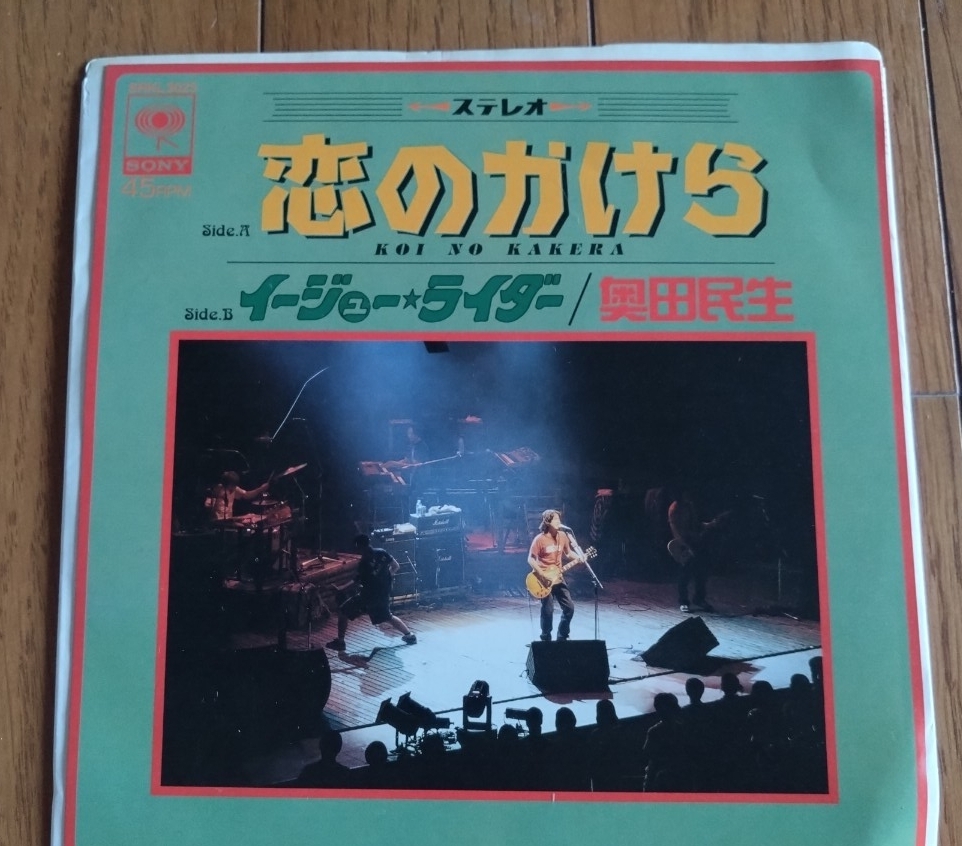 ステレオ
SONY
45RPM
Side.A 恋のかけら
KOI NO KAKERA
Side.B イージュー★ライダー/奥田民生
Marshall